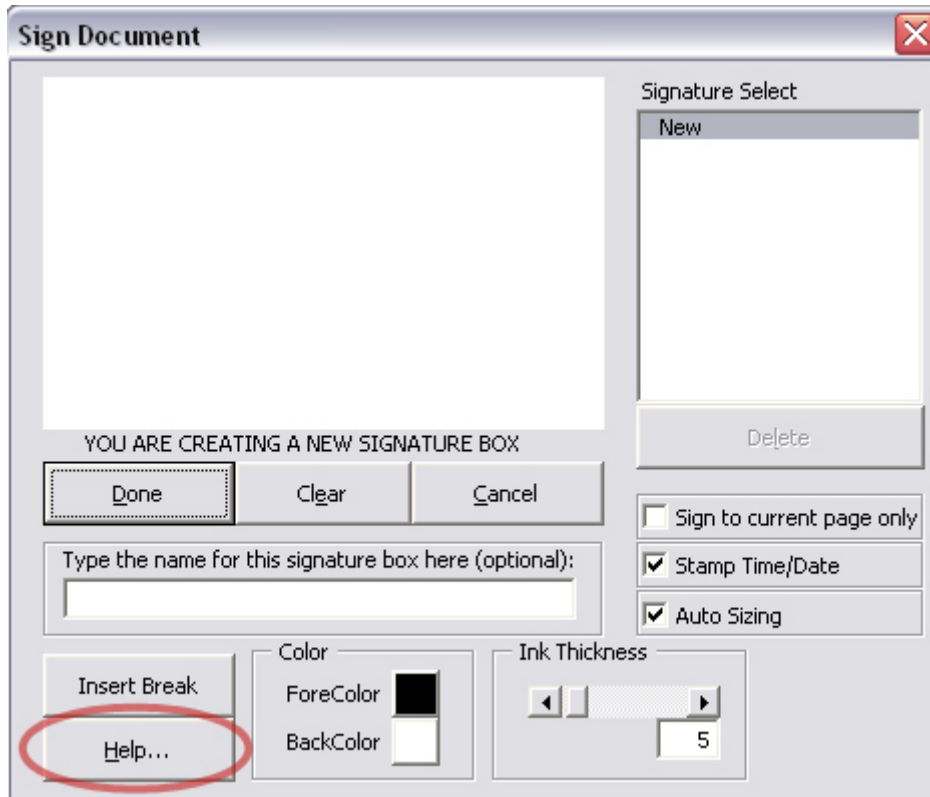 Sign Document
Signature Select
New
YOU ARE CREATING A NEW SIGNATURE BOX
Delete
Done
Clear
Cancel
Sign to current page only
Type the name for this signature box here (optional):
Stamp Time/Date
Auto Sizing
Insert Break
Help...
Color
ForeColor
BackColor
Ink Thickness
5